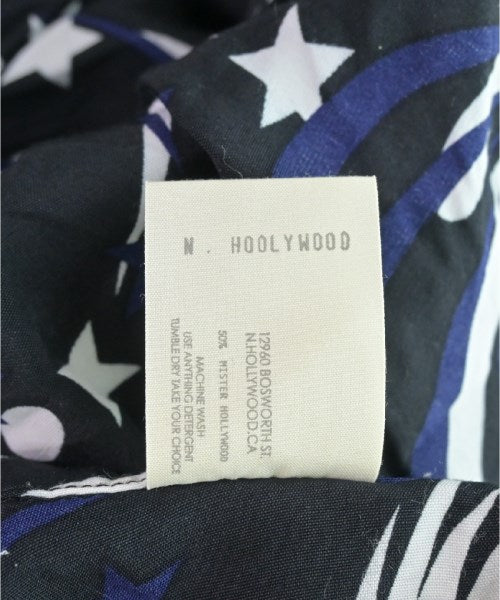 N. HOOLYWOOD
12960 BOSWORTH ST.
N.HOLLYWOOD.CA
50% MISTER HOLLYWOOD
MACHINE WASH
USE ANYTHING DETERGENT
TUMBLE DRY TAKE YOUR CHOICE